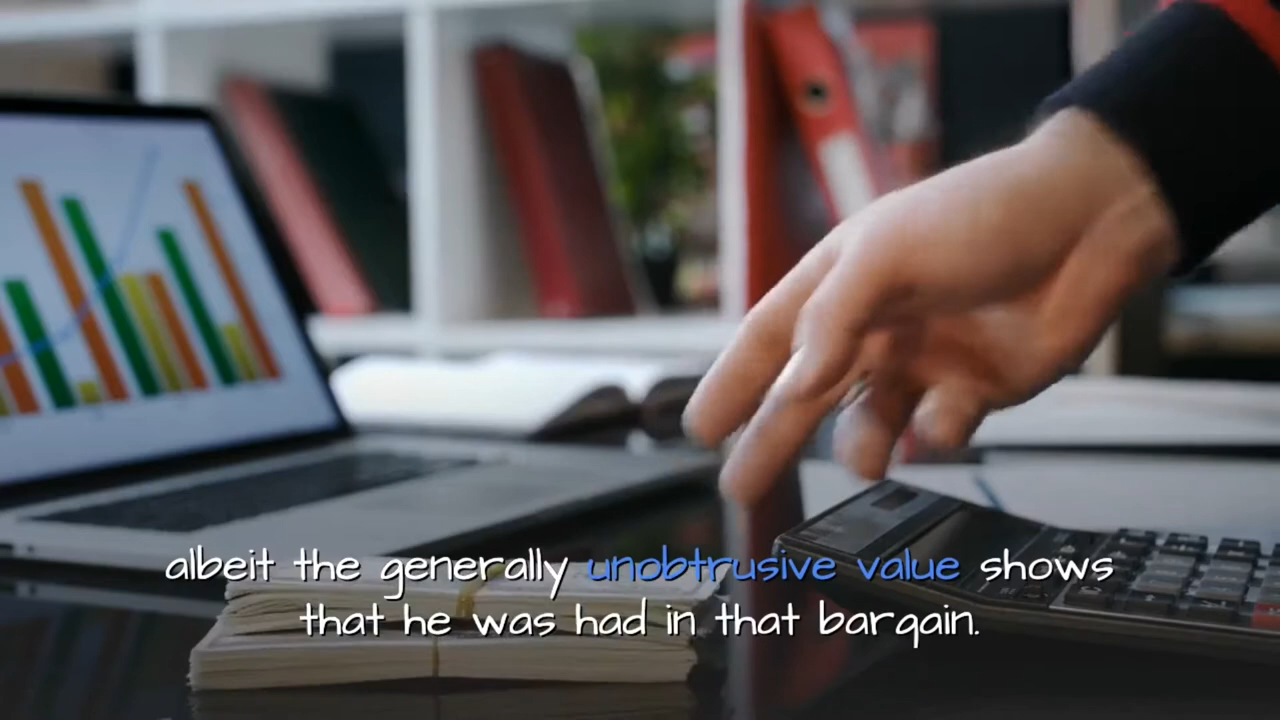 albeit the generally unobtrusive value shows
that he was had in that bargain.